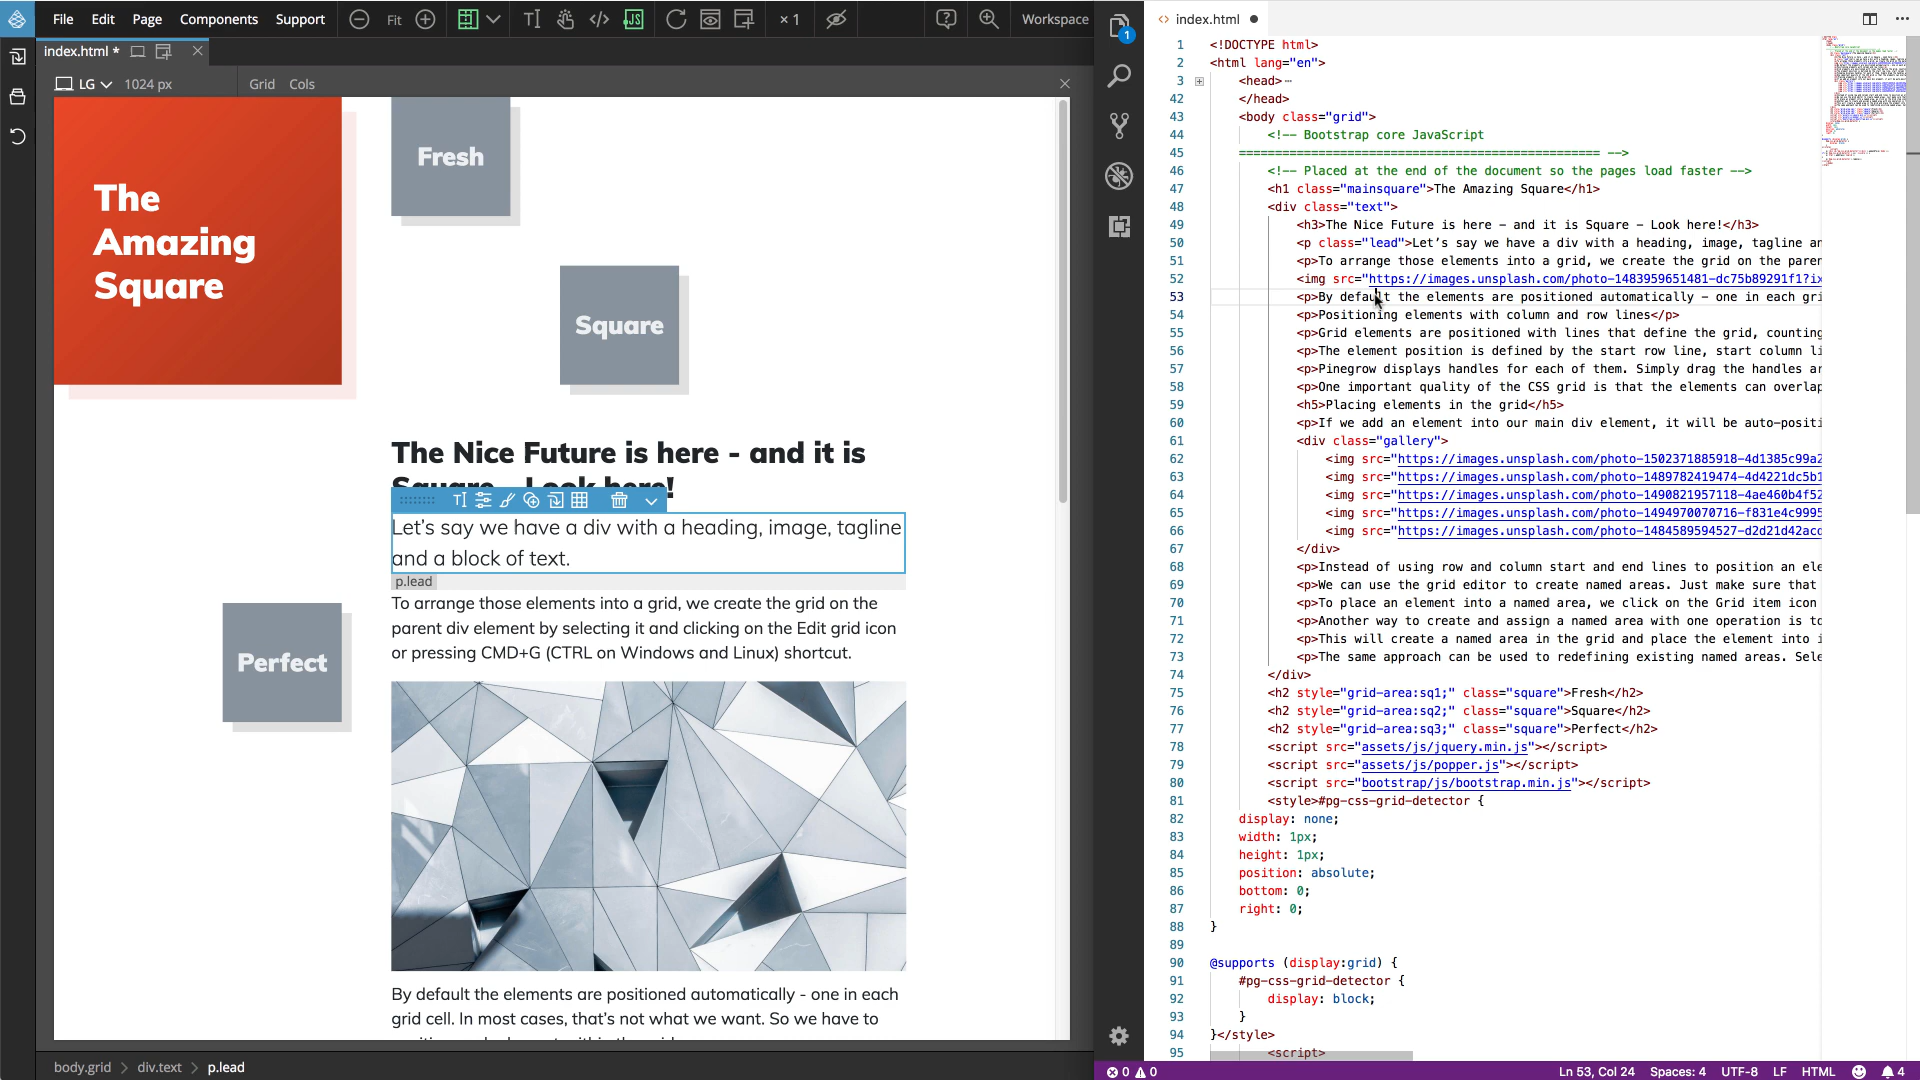 File Edit Page Components Support Fit JS × 1 Workspace
index.html *
LG 1024 px Grid Cols
The
Amazing
Square
Fresh
Square
The Nice Future is here - and it is
Square - Look here!
Let's say we have a div with a heading, image, tagline
and a block of text.
p.lead
To arrange those elements into a grid, we create the grid on the
parent div element by selecting it and clicking on the Edit grid icon
or pressing CMD+G (CTRL on Windows and Linux) shortcut.
Perfect
By default the elements are positioned automatically - one in each
grid cell. In most cases, that's not what we want. So we have to
body.grid > div.text > p.lead
1
index.html
1 <!DOCTYPE html>
2 <html lang="en">
3 <head>
42 </head>
43 <body class="grid">
44 <!-- Bootstrap core JavaScript
45 ================================================== -->
46 <!-- Placed at the end of the document so the pages load faster -->
47 <h1 class="mainsquare">The Amazing Square</h1>
48 <div class="text">
49 <h3>The Nice Future is here - and it is Square - Look here!</h3>
50 <p class="lead">Let's say we have a div with a heading, image, tagline an
51 <p>To arrange those elements into a grid, we create the grid on the paren
52 <img src="https://images.unsplash.com/photo-1483959651481-dc75b89291f1?ix
53 <p>By default the elements are positioned automatically - one in each gri
54 <p>Positioning elements with column and row lines</p>
55 <p>Grid elements are positioned with lines that define the grid, counting
56 <p>The element position is defined by the start row line, start column li
57 <p>Pinegrow displays handles for each of them. Simply drag the handles ar
58 <p>One important quality of the CSS grid is that the elements can overlap
59 <h5>Placing elements in the grid</h5>
60 <p>If we add an element into our main div element, it will be auto-positi
61 <div class="gallery">
62 <img src="https://images.unsplash.com/photo-1502371885918-4d1385c99a2
63 <img src="https://images.unsplash.com/photo-1489782419474-4d4221dc5b1
64 <img src="https://images.unsplash.com/photo-1490821957118-4ae460b4f52
65 <img src="https://images.unsplash.com/photo-1494970070716-f831e4c9995
66 <img src="https://images.unsplash.com/photo-1484589594527-d2d21d42acc
67 </div>
68 <p>Instead of using row and column start and end lines to position an ele
69 <p>We can use the grid editor to create named areas. Just make sure that
70 <p>To place an element into a named area, we click on the Grid item icon
71 <p>Another way to create and assign a named area with one operation is to
72 <p>This will create a named area in the grid and place the element into i
73 <p>The same approach can be used to redefining existing named areas. Sele
74 </div>
75 <h2 style="grid-area:sq1;" class="square">Fresh</h2>
76 <h2 style="grid-area:sq2;" class="square">Square</h2>
77 <h2 style="grid-area:sq3;" class="square">Perfect</h2>
78 <script src="assets/js/jquery.min.js"></script>
79 <script src="assets/js/popper.js"></script>
80 <script src="bootstrap/js/bootstrap.min.js"></script>
81 <style>#pg-css-grid-detector {
82 display: none;
83 width: 1px;
84 height: 1px;
85 position: absolute;
86 bottom: 0;
87 right: 0;
88 }
89
90 @supports (display:grid) {
91 #pg-css-grid-detector {
92 display: block;
93 }
94 }</style>
95 <script>
0 0 Ln 53, Col 24 Spaces: 4 UTF-8 LF HTML 4